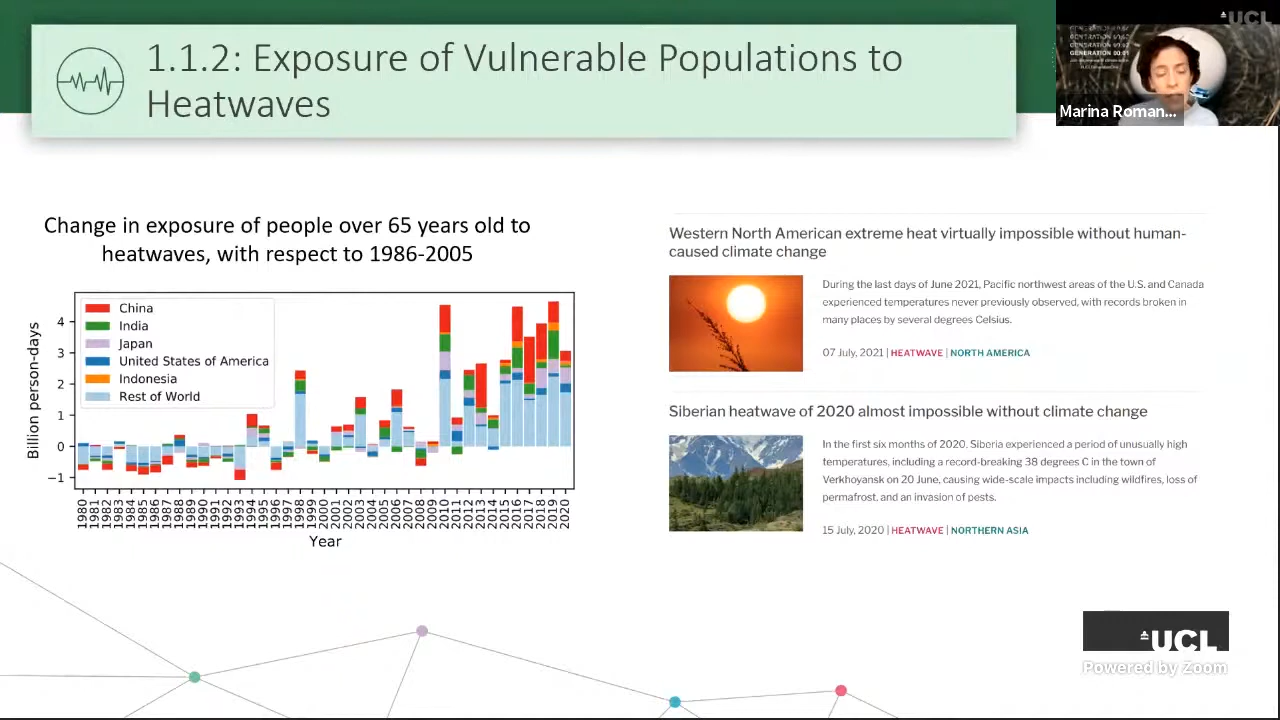 1.1.2: Exposure of Vulnerable Populations to
Heatwaves
UCL
GENERATION 00:01
Marina Roman...
Change in exposure of people over 65 years old to
heatwaves, with respect to 1986-2005
China
India
Japan
United States of America
Indonesia
Rest of World
Billion person-days
4
3
2
1
0
−1
1980
1981
1982
1983
1984
1985
1986
1987
1988
1989
1990
1991
1992
1993
1994
1995
1996
1997
1998
1999
2000
2001
2002
2003
2004
2005
2006
2007
2008
2009
2010
2011
2012
2013
2014
2015
2016
2017
2018
2019
2020
Year
Western North American extreme heat virtually impossible without human-
caused climate change
During the last days of June 2021, Pacific northwest areas of the U.S. and Canada
experienced temperatures never previously observed, with records broken in
many places by several degrees Celsius.
07 July, 2021 | HEATWAVE | NORTH AMERICA
Siberian heatwave of 2020 almost impossible without climate change
In the first six months of 2020, Siberia experienced a period of unusually high
temperatures, including a record-breaking 38 degrees C in the town of
Verkhoyansk on 20 June, causing wide-scale impacts including wildfires, loss of
permafrost, and an invasion of pests.
15 July, 2020 | HEATWAVE | NORTHERN ASIA
UCL
Powered by Zoom